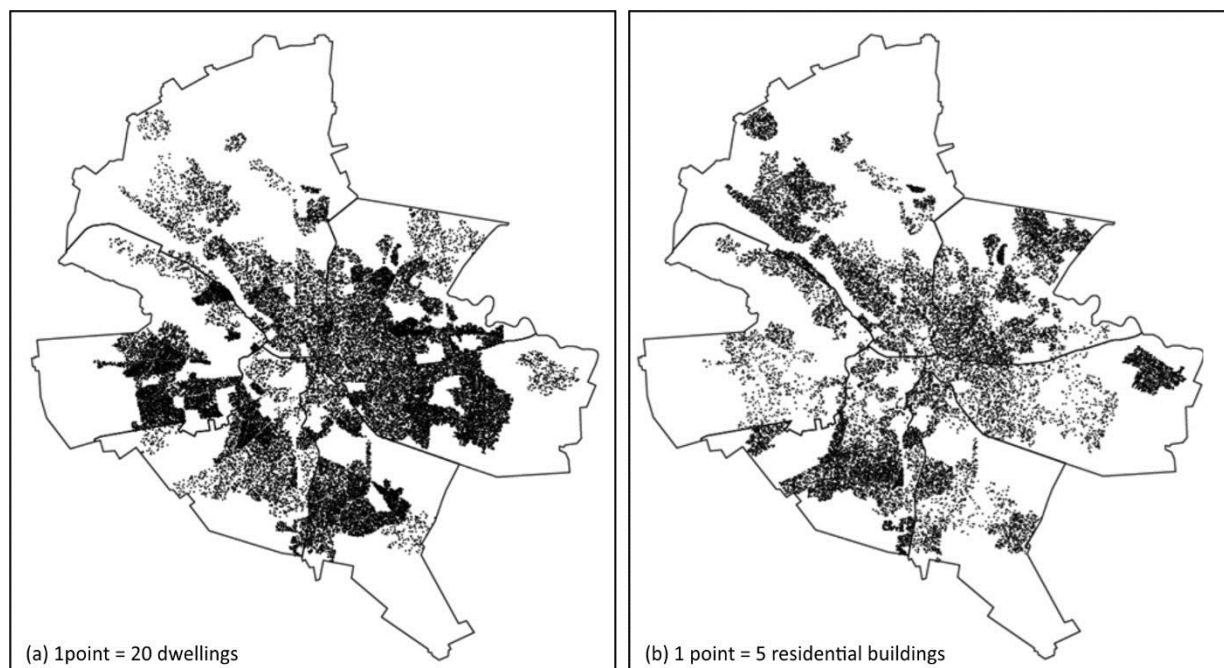 (a) 1point = 20 dwellings
(b) 1 point = 5 residential buildings